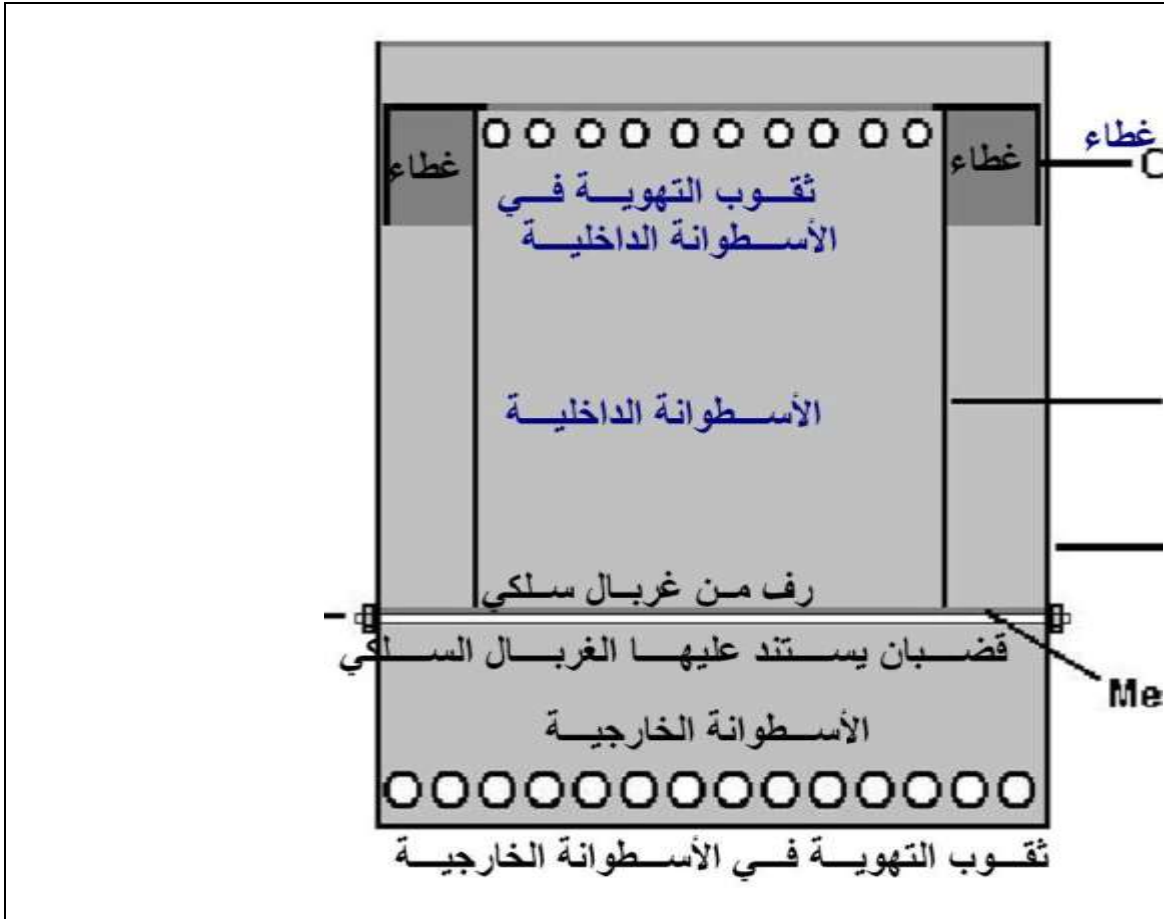 غطاء
غطاء
غطاء
ثقوب التهوية في
الأسطوانة الداخلية
الأسطوانة الداخلية
رف من غربال سلكي
قضبان يستند عليها الغربال السلكي
Me
الأسطوانة الخارجية
ثقوب التهوية في الأسطوانة الخارجية